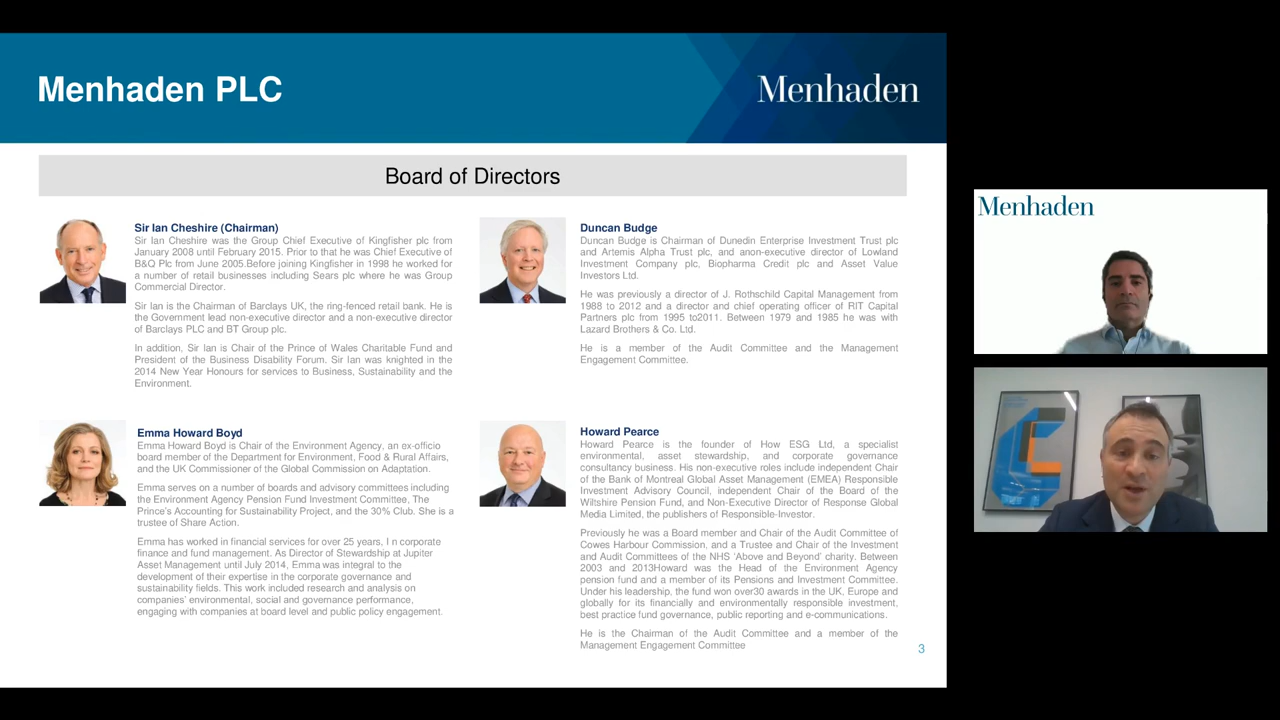 Menhaden PLC
Menhaden
Board of Directors
Sir Ian Cheshire (Chairman)
Sir Ian Cheshire was the Group Chief Executive of Kingfisher plc from
January 2008 until February 2015. Prior to that he was Chief Executive of
B&Q Plc from June 2005.Before joining Kingfisher in 1998 he worked for
a number of retail businesses including Sears plc where he was Group
Commercial Director.
Sir Ian is the Chairman of Barclays UK, the ring-fenced retail bank. He is
the Government lead non-executive director and a non-executive director
of Barclays PLC and BT Group plc.
In addition, Sir Ian is Chair of the Prince of Wales Charitable Fund and
President of the Business Disability Forum. Sir Ian was knighted in the
2014 New Year Honours for services to Business, Sustainability and the
Environment.
Duncan Budge
Duncan Budge is Chairman of Dunedin Enterprise Investment Trust plc
and Artemis Alpha Trust plc, and anon-executive director of Lowland
Investment Company plc, Biopharma Credit plc and Asset Value
Investors Ltd.
He was previously a director of J. Rothschild Capital Management from
1988 to 2012 and a director and chief operating officer of RIT Capital
Partners plc from 1995 to2011. Between 1979 and 1985 he was with
Lazard Brothers & Co. Ltd.
He is a member of the Audit Committee and the Management
Engagement Committee.
Emma Howard Boyd
Emma Howard Boyd is Chair of the Environment Agency, an ex-officio
board member of the Department for Environment, Food & Rural Affairs,
and the UK Commissioner of the Global Commission on Adaptation.
Emma serves on a number of boards and advisory committees including
the Environment Agency Pension Fund Investment Committee, The
Prince's Accounting for Sustainability Project, and the 30% Club. She is a
trustee of Share Action.
Emma has worked in financial services for over 25 years, I n corporate
finance and fund management. As Director of Stewardship at Jupiter
Asset Management until July 2014, Emma was integral to the
development of their expertise in the corporate governance and
sustainability fields. This work included research and analysis on
companies' environmental, social and governance performance,
engaging with companies at board level and public policy engagement.
Howard Pearce
Howard Pearce is the founder of How ESG Ltd, a specialist
environmental, asset stewardship, and corporate governance
consultancy business. His non-executive roles include independent Chair
of the Bank of Montreal Global Asset Management (EMEA) Responsible
Investment Advisory Council, independent Chair of the Board of the
Wiltshire Pension Fund, and Non-Executive Director of Response Global
Media Limited, the publishers of Responsible-Investor.
Previously he was a Board member and Chair of the Audit Committee of
Cowes Harbour Commission, and a Trustee and Chair of the Investment
and Audit Committees of the NHS 'Above and Beyond' charity. Between
2003 and 2013Howard was the Head of the Environment Agency
pension fund and a member of its Pensions and Investment Committee.
Under his leadership, the fund won over30 awards in the UK, Europe and
globally for its financially and environmentally responsible investment,
best practice fund governance, public reporting and e-communications.
He is the Chairman of the Audit Committee and a member of the
Management Engagement Committee
3
Menhaden